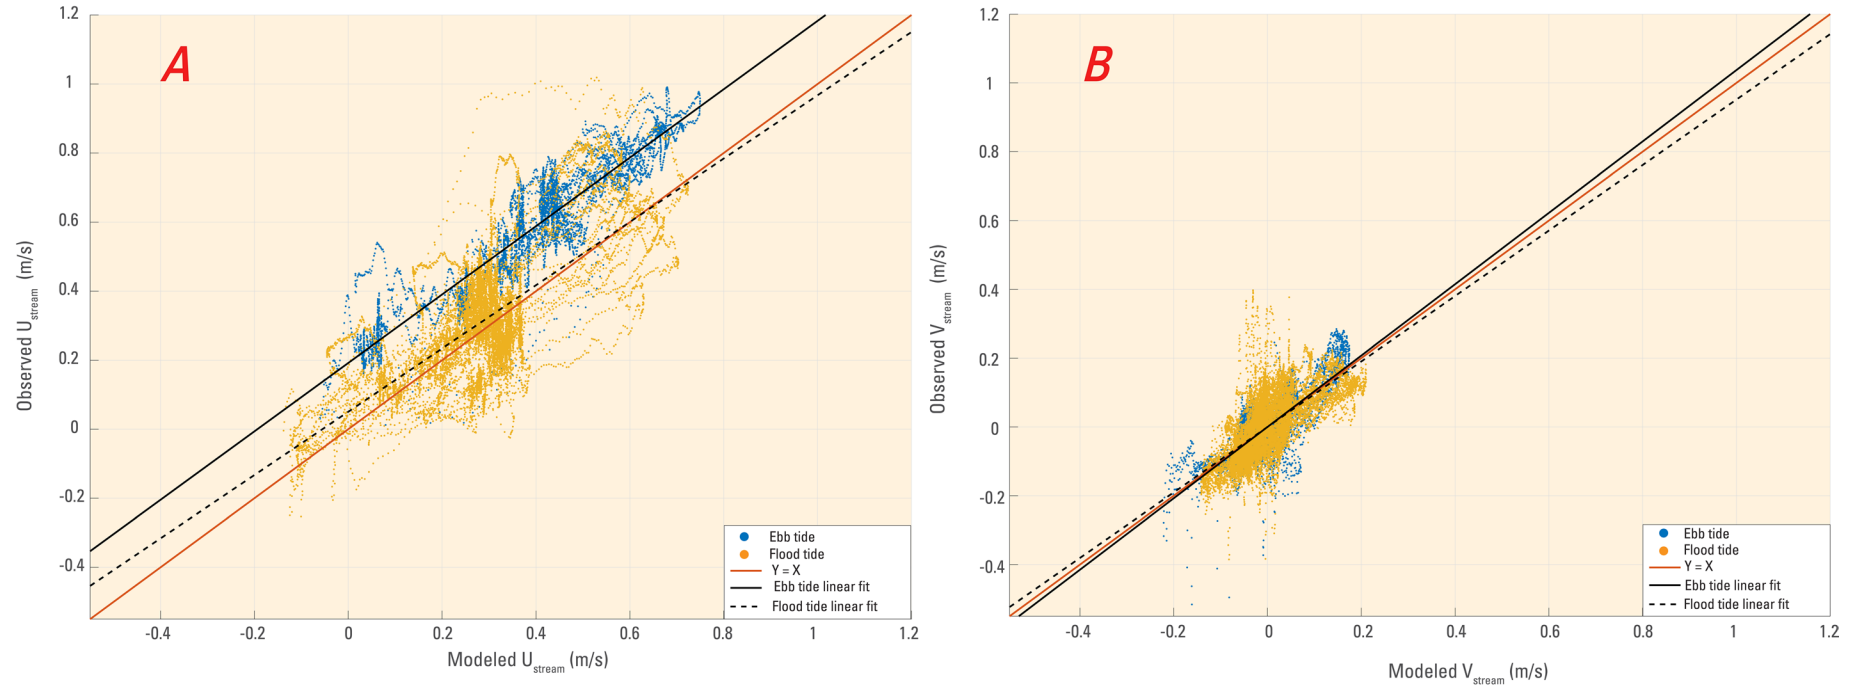 A
1.2
1
0.8
0.6
0.4
0.2
0
-0.2
-0.4
Observed Ustream (m/s)
-0.4
-0.2
0
0.2
0.4
0.6
0.8
1
1.2
Modeled Ustream (m/s)
Ebb tide
Flood tide
Y = X
Ebb tide linear fit
Flood tide linear fit
B
1.2
1
0.8
0.6
0.4
0.2
0
-0.2
-0.4
Observed Vstream (m/s)
-0.4
-0.2
0
0.2
0.4
0.6
0.8
1
1.2
Modeled Vstream (m/s)
Ebb tide
Flood tide
Y = X
Ebb tide linear fit
Flood tide linear fit